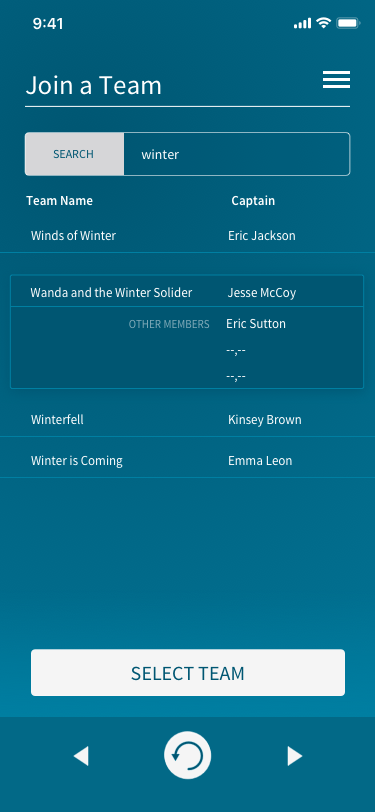 9:41
Join a Team
SEARCH winter
Team Name Captain
Winds of Winter Eric Jackson
Wanda and the Winter Solider Jesse McCoy
OTHER MEMBERS Eric Sutton
--,--
--,--
Winterfell Kinsey Brown
Winter is Coming Emma Leon
SELECT TEAM